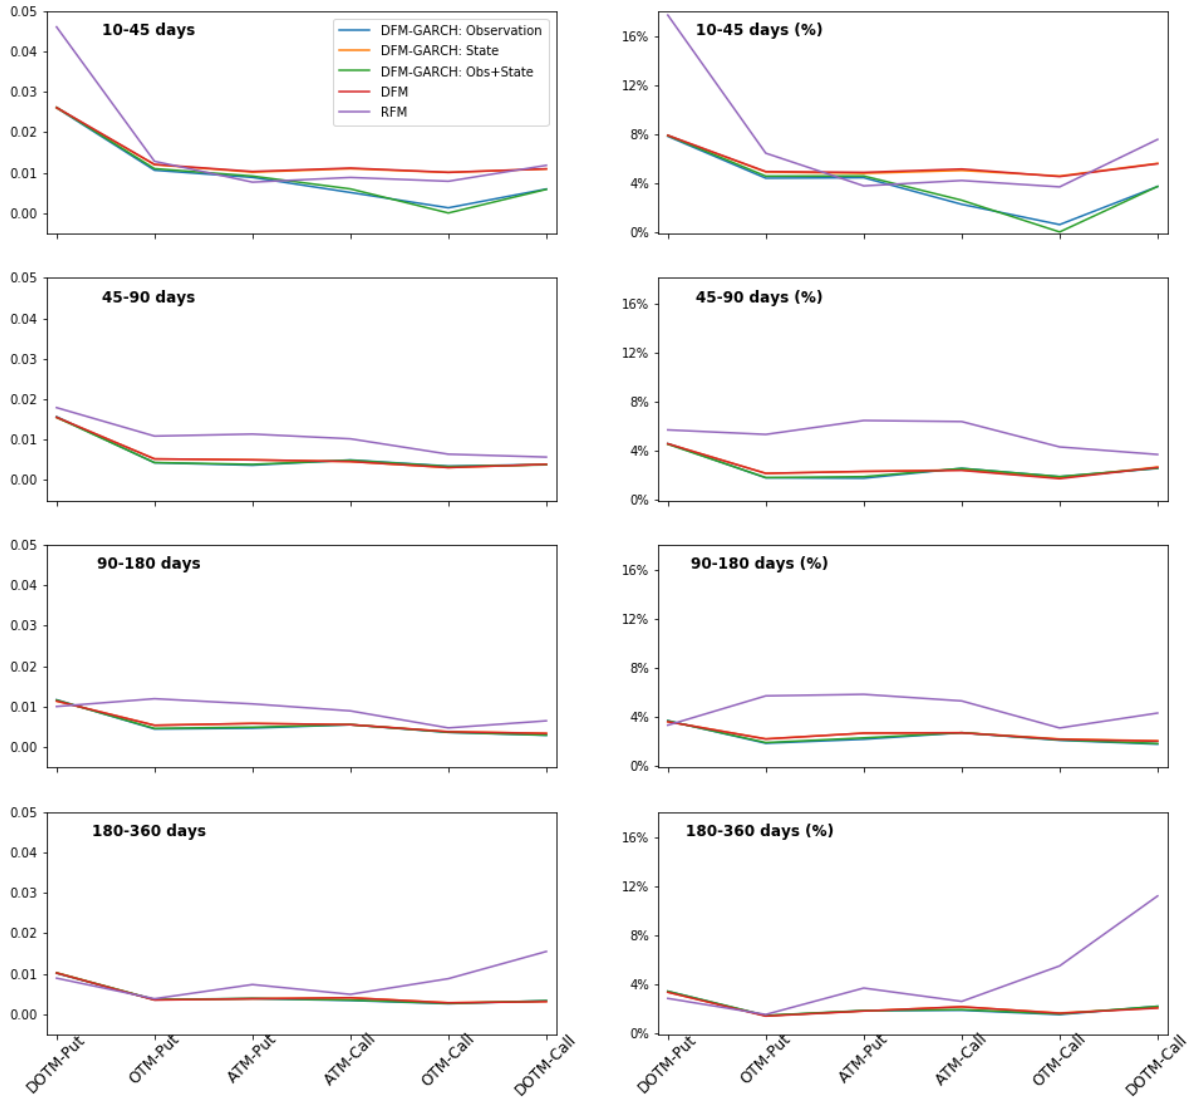 10-45 days
0.05
0.04
0.03
0.02
0.01
0.00
DFM-GARCH: Observation
DFM-GARCH: State
DFM-GARCH: Obs+State
DFM
RFM
10-45 days (%)
16%
12%
8%
4%
0%
45-90 days
0.05
0.04
0.03
0.02
0.01
0.00
45-90 days (%)
16%
12%
8%
4%
0%
90-180 days
0.05
0.04
0.03
0.02
0.01
0.00
90-180 days (%)
16%
12%
8%
4%
0%
180-360 days
0.05
0.04
0.03
0.02
0.01
0.00
DOTM-Put
OTM-Put
ATM-Put
ATM-Call
OTM-Call
DOTM-Call
180-360 days (%)
16%
12%
8%
4%
0%
DOTM-Put
OTM-Put
ATM-Put
ATM-Call
OTM-Call
DOTM-Call